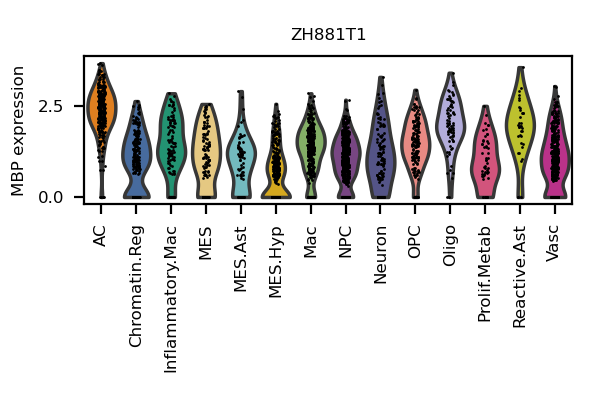 ZH881T1
MBP expression
2.5
0.0
AC
Chromatin.Reg
Inflammatory.Mac
MES
MES.Ast
MES.Hyp
Mac
NPC
Neuron
OPC
Oligo
Prolif.Metab
Reactive.Ast
Vasc